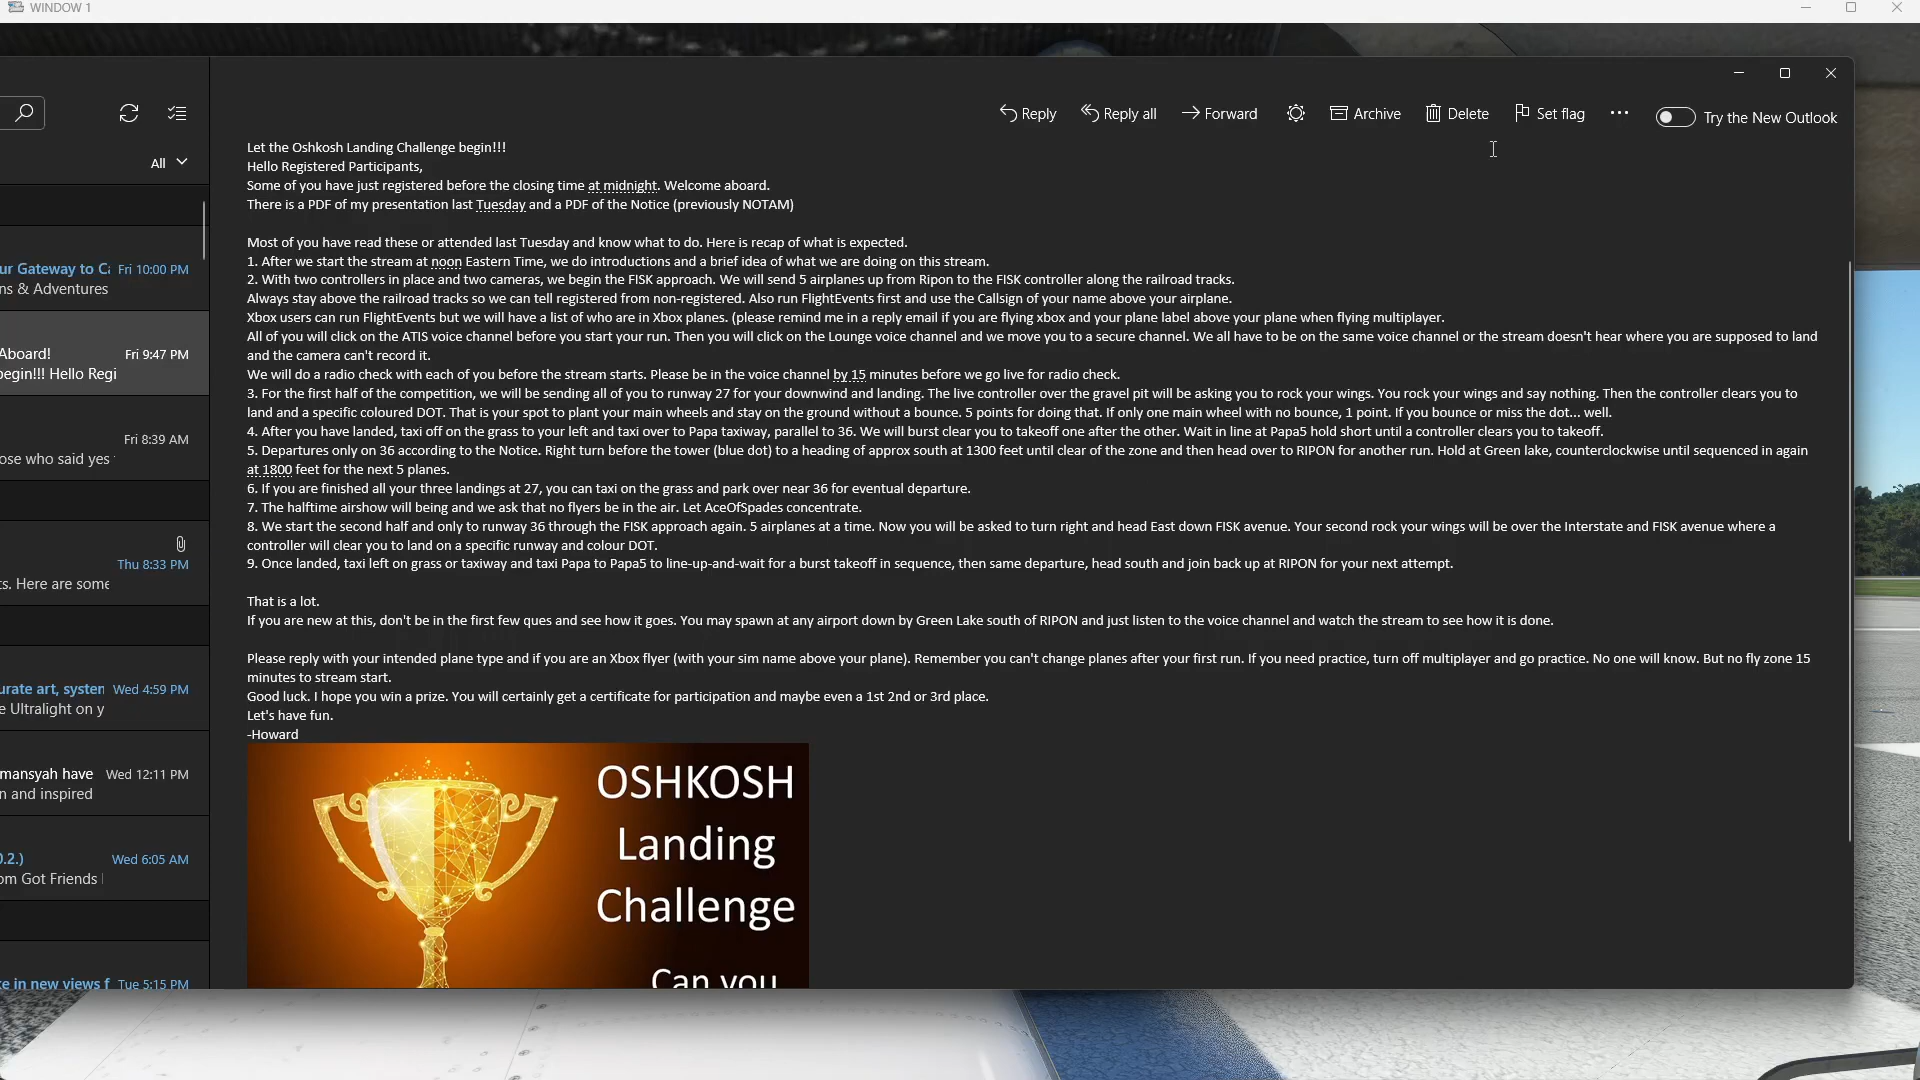 WINDOW 1
Reply
Reply all
Forward
Archive
Delete
Set flag
Try the New Outlook
All
ur Gateway to Ca Fri 10:00 PM
ns & Adventures
Aboard! Fri 9:47 PM
begin!!! Hello Regi
Fri 8:39 AM
ose who said yes
Thu 8:33 PM
ts. Here are some
urate art, system Wed 4:59 PM
e Ultralight on y
mansyah have Wed 12:11 PM
n and inspired
0.2.) Wed 6:05 AM
om Got Friends
e in new views f Tue 5:15 PM
Let the Oshkosh Landing Challenge begin!!!
Hello Registered Participants,
Some of you have just registered before the closing time at midnight. Welcome aboard.
There is a PDF of my presentation last Tuesday and a PDF of the Notice (previously NOTAM)
Most of you have read these or attended last Tuesday and know what to do. Here is recap of what is expected.
1. After we start the stream at noon Eastern Time, we do introductions and a brief idea of what we are doing on this stream.
2. With two controllers in place and two cameras, we begin the FISK approach. We will send 5 airplanes up from Ripon to the FISK controller along the railroad tracks.
Always stay above the railroad tracks so we can tell registered from non-registered. Also run FlightEvents first and use the Callsign of your name above your airplane.
Xbox users can run FlightEvents but we will have a list of who are in Xbox planes. (please remind me in a reply email if you are flying xbox and your plane label above your plane when flying multiplayer.
All of you will click on the ATIS voice channel before you start your run. Then you will click on the Lounge voice channel and we move you to a secure channel. We all have to be on the same voice channel or the stream doesn't hear where you are supposed to land
and the camera can't record it.
We will do a radio check with each of you before the stream starts. Please be in the voice channel by 15 minutes before we go live for radio check.
3. For the first half of the competition, we will be sending all of you to runway 27 for your downwind and landing. The live controller over the gravel pit will be asking you to rock your wings. You rock your wings and say nothing. Then the controller clears you to
land and a specific coloured DOT. That is your spot to plant your main wheels and stay on the ground without a bounce. 5 points for doing that. If only one main wheel with no bounce, 1 point. If you bounce or miss the dot... well.
4. After you have landed, taxi off on the grass to your left and taxi over to Papa taxiway, parallel to 36. We will burst clear you to takeoff one after the other. Wait in line at Papa5 hold short until a controller clears you to takeoff.
5. Departures only on 36 according to the Notice. Right turn before the tower (blue dot) to a heading of approx south at 1300 feet until clear of the zone and then head over to RIPON for another run. Hold at Green lake, counterclockwise until sequenced in again
at 1800 feet for the next 5 planes.
6. If you are finished all your three landings at 27, you can taxi on the grass and park over near 36 for eventual departure.
7. The halftime airshow will being and we ask that no flyers be in the air. Let AceOfSpades concentrate.
8. We start the second half and only to runway 36 through the FISK approach again. 5 airplanes at a time. Now you will be asked to turn right and head East down FISK avenue. Your second rock your wings will be over the Interstate and FISK avenue where a
controller will clear you to land on a specific runway and colour DOT.
9. Once landed, taxi left on grass or taxiway and taxi Papa to Papa5 to line-up-and-wait for a burst takeoff in sequence, then same departure, head south and join back up at RIPON for your next attempt.
That is a lot.
If you are new at this, don't be in the first few ques and see how it goes. You may spawn at any airport down by Green Lake south of RIPON and just listen to the voice channel and watch the stream to see how it is done.
Please reply with your intended plane type and if you are an Xbox flyer (with your sim name above your plane). Remember you can't change planes after your first run. If you need practice, turn off multiplayer and go practice. No one will know. But no fly zone 15
minutes to stream start.
Good luck. I hope you win a prize. You will certainly get a certificate for participation and maybe even a 1st 2nd or 3rd place.
Let's have fun.
-Howard
OSHKOSH
Landing
Challenge
Can you